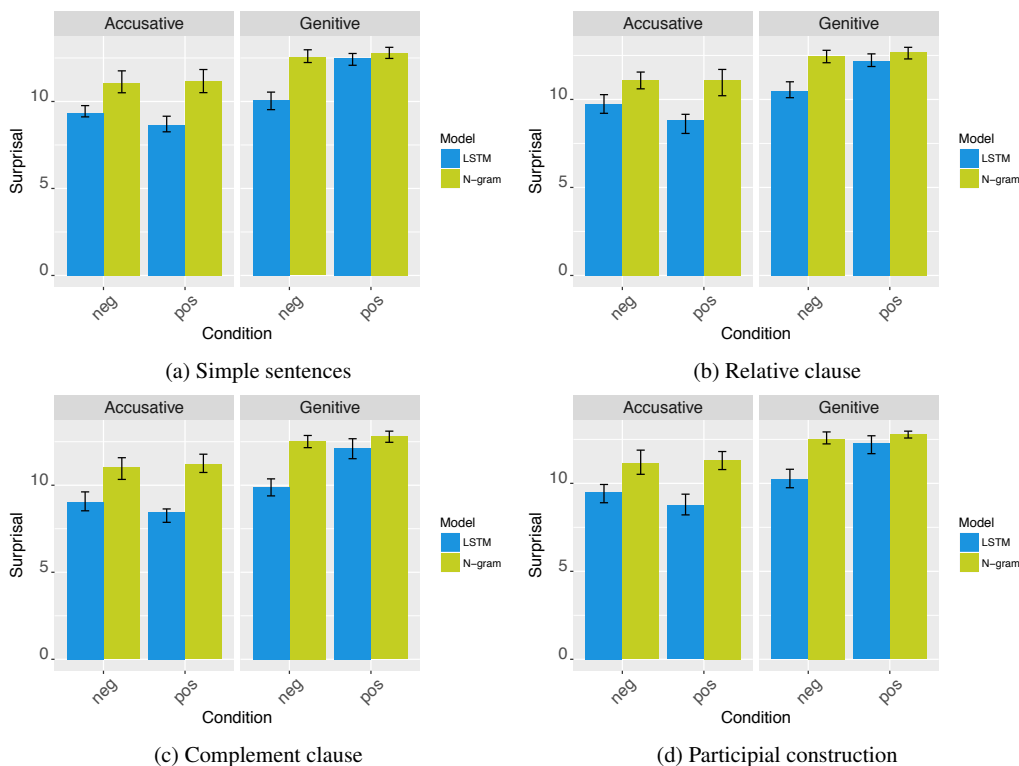 Accusative Genitive
Surprisal
10
5
0
neg pos neg pos
Condition
Model
LSTM
N-gram
(a) Simple sentences
Accusative Genitive
Surprisal
10
5
0
neg pos neg pos
Condition
Model
LSTM
N-gram
(b) Relative clause
Accusative Genitive
Surprisal
10
5
0
neg pos neg pos
Condition
Model
LSTM
N-gram
(c) Complement clause
Accusative Genitive
Surprisal
10
5
0
neg pos neg pos
Condition
Model
LSTM
N-gram
(d) Participial construction